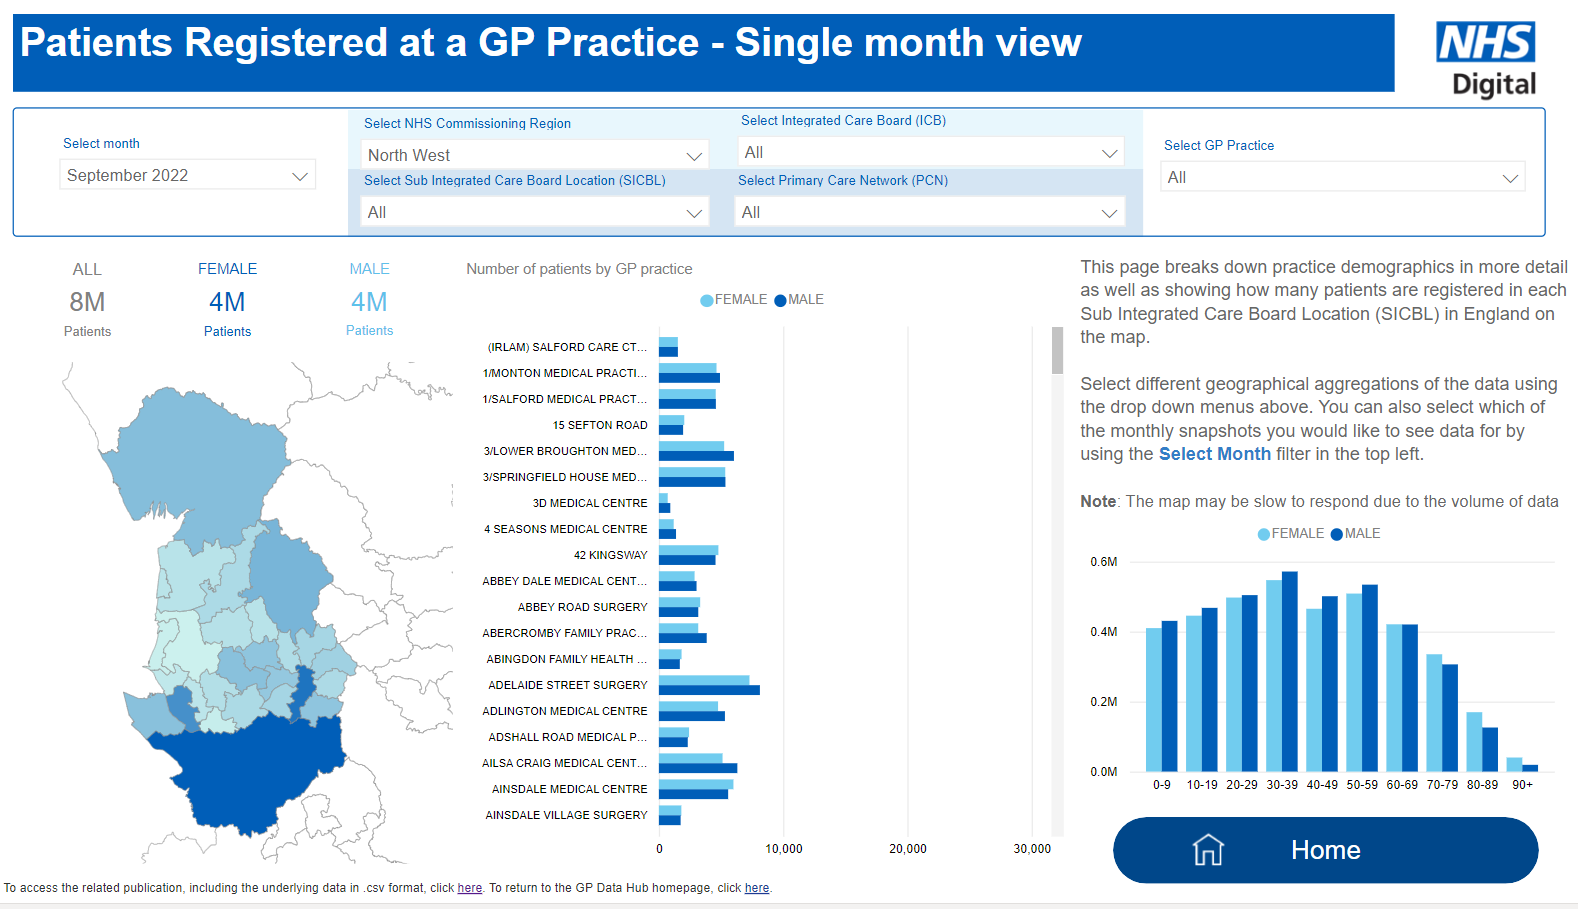 Patients Registered at a GP Practice - Single month view
NHS
Digital
Select month
September 2022
Select NHS Commissioning Region
North West
Select Integrated Care Board (ICB)
All
Select Sub Integrated Care Board Location (SICBL)
All
Select Primary Care Network (PCN)
All
Select GP Practice
All
ALL
8M
Patients
FEMALE
4M
Patients
MALE
4M
Patients
Number of patients by GP practice
FEMALE MALE
(IRLAM) SALFORD CARE CT...
1/MONTON MEDICAL PRACTI...
1/SALFORD MEDICAL PRACT...
15 SEFTON ROAD
3/LOWER BROUGHTON MED...
3/SPRINGFIELD HOUSE MED...
3D MEDICAL CENTRE
4 SEASONS MEDICAL CENTRE
42 KINGSWAY
ABBEY DALE MEDICAL CENT...
ABBEY ROAD SURGERY
ABERCROMBY FAMILY PRAC...
ABINGDON FAMILY HEALTH ...
ADELAIDE STREET SURGERY
ADLINGTON MEDICAL CENTRE
ADSHALL ROAD MEDICAL P...
AILSA CRAIG MEDICAL CENT...
AINSDALE MEDICAL CENTRE
AINSDALE VILLAGE SURGERY
0 10,000 20,000 30,000
This page breaks down practice demographics in more detail
as well as showing how many patients are registered in each
Sub Integrated Care Board Location (SICBL) in England on
the map.
Select different geographical aggregations of the data using
the drop down menus above. You can also select which of
the monthly snapshots you would like to see data for by
using the Select Month filter in the top left.
Note: The map may be slow to respond due to the volume of data
FEMALE MALE
0.6M
0.4M
0.2M
0.0M
0-9 10-19 20-29 30-39 40-49 50-59 60-69 70-79 80-89 90+
Home
To access the related publication, including the underlying data in .csv format, click here. To return to the GP Data Hub homepage, click here.